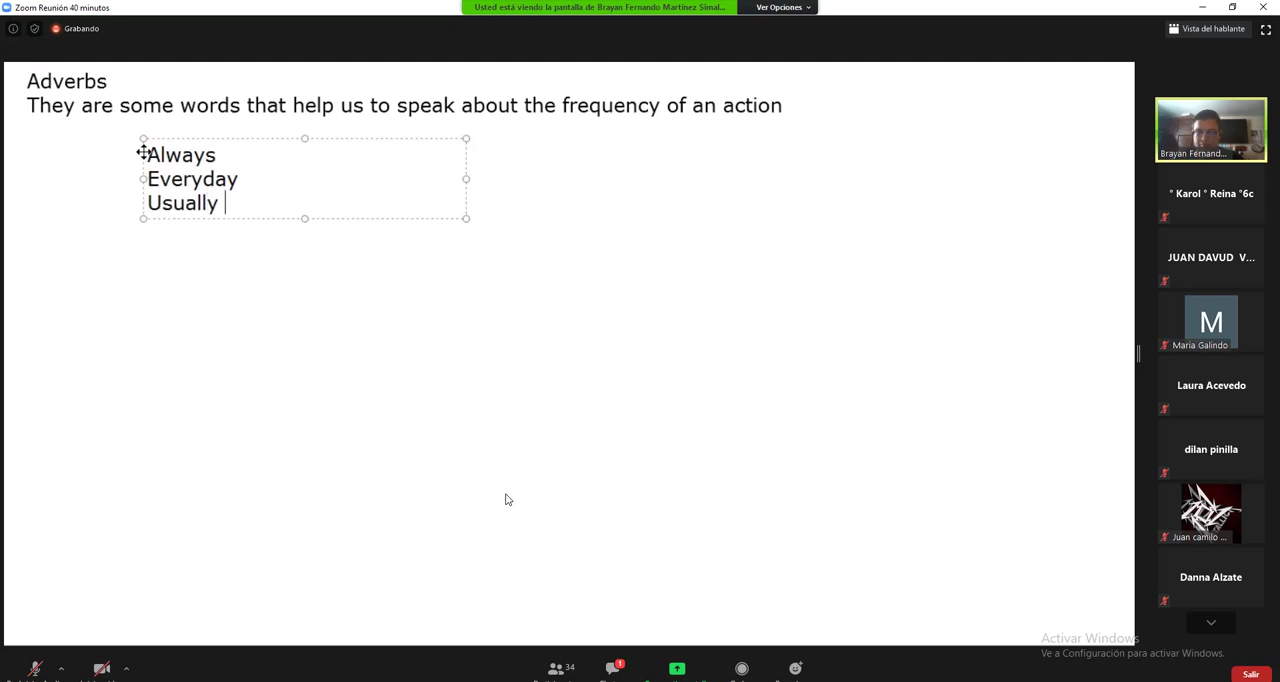 Zoom Reunión 40 minutos
Usted está viendo la pantalla de Brayan Fernando Martinez Simal...
Ver Opciones
Grabando
Vista del hablante
Adverbs
They are some words that help us to speak about the frequency of an action
Always
Everyday
Usually
Brayan Fernand...
° Karol ° Reina °6c
JUAN DAVUD V...
M
Maria Galindo
Laura Acevedo
dilan pinilla
Juan camilo ...
Danna Alzate
Activar Windows
Ve a Configuración para activar Windows.
34
1
Salir